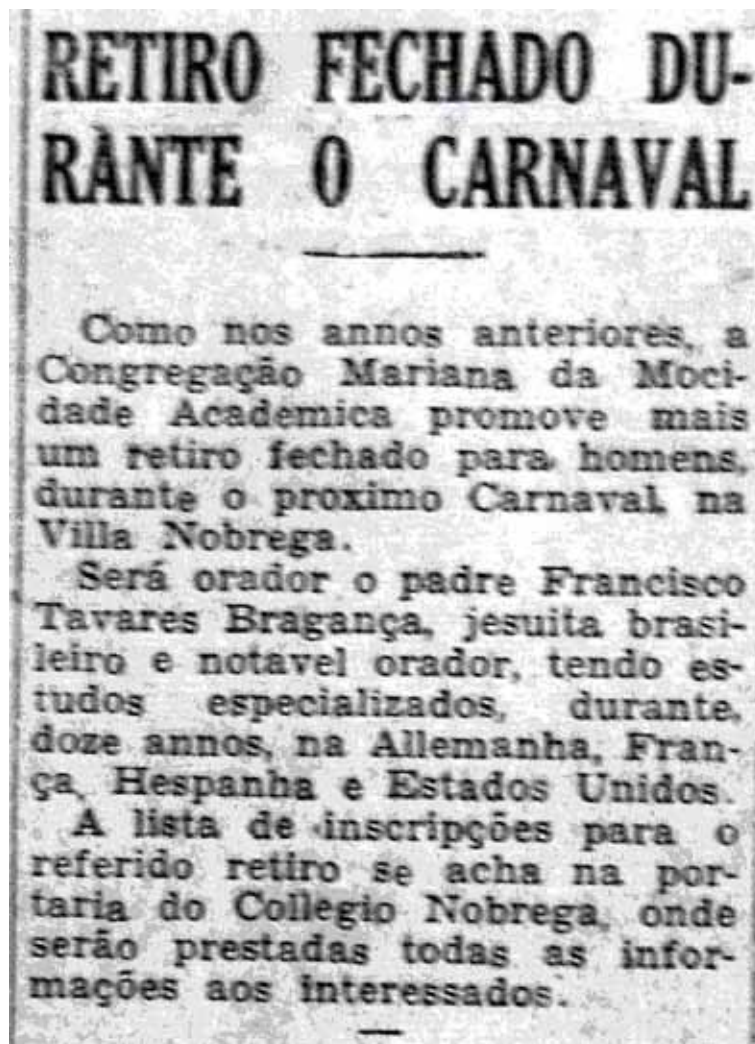 RETIRO FECHADO DU-
RANTE O CARNAVAL
Como nos annos anteriores, a
Congregação Mariana da Moci-
dade Academica promove mais
um retiro fechado para homens,
durante o proximo Carnaval, na
Villa Nobrega.
Será orador o padre Francisco
Tavares Bragança, jesuita brasi-
leiro e notavel orador, tendo es-
tudos especializados, durante,
doze annos, na Allemanha, Fran-
ça, Hespanha e Estados Unidos.
A lista de inscripções para o
referido retiro se acha na por-
taria do Collegio Nobrega, onde
serão prestadas todas as infor-
mações aos interessados.